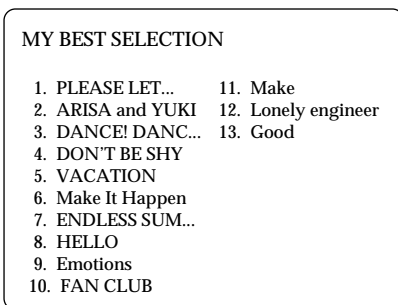 MY BEST SELECTION
1. PLEASE LET...
2. ARISA and YUKI
3. DANCE! DANC...
4. DON'T BE SHY
5. VACATION
6. Make It Happen
7. ENDLESS SUM...
8. HELLO
9. Emotions
10. FAN CLUB
11. Make
12. Lonely engineer
13. Good